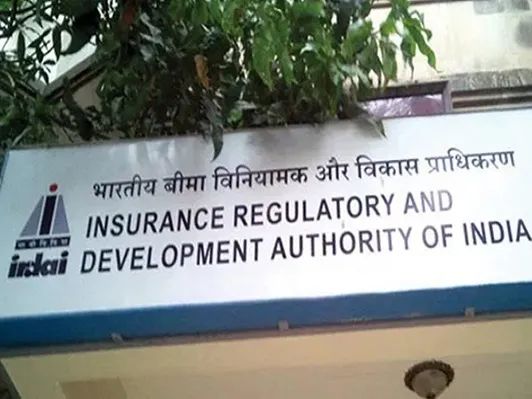 भारतीय बीमा विनियामक और विकास प्राधिकरण
INSURANCE REGULATORY AND
DEVELOPMENT AUTHORITY OF INDIA
irdai